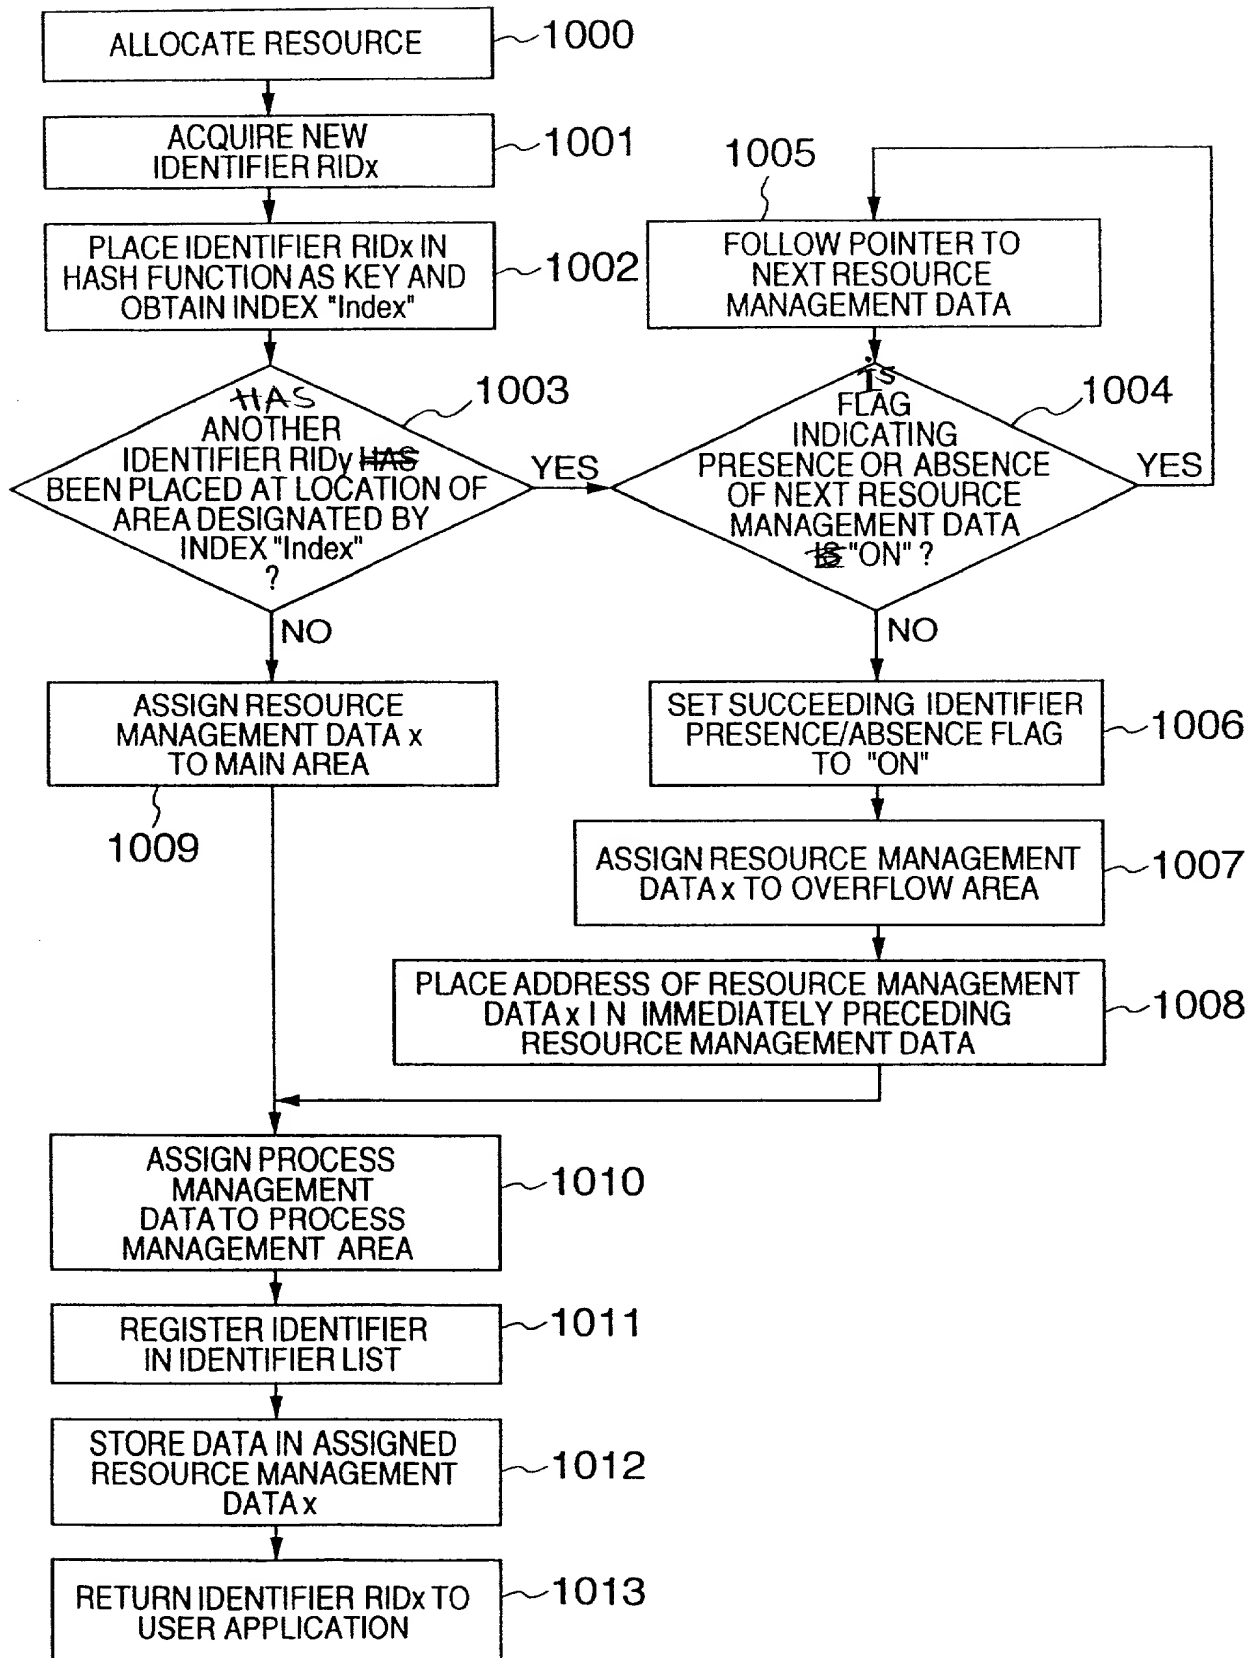 ALLOCATE RESOURCE
1000
ACQUIRE NEW
IDENTIFIER RIDx
1001
PLACE IDENTIFIER RIDx IN
HASH FUNCTION AS KEY AND
OBTAIN INDEX "Index"
1002
HAS
ANOTHER
IDENTIFIER RIDy HAS
BEEN PLACED AT LOCATION OF
AREA DESIGNATED BY
INDEX "Index"
?
1003
YES
NO
1005
FOLLOW POINTER TO
NEXT RESOURCE
MANAGEMENT DATA
Is
FLAG
INDICATING
PRESENCE OR ABSENCE
OF NEXT RESOURCE
MANAGEMENT DATA
IS "ON" ?
1004
YES
NO
ASSIGN RESOURCE
MANAGEMENT DATA x
TO MAIN AREA
1009
SET SUCCEEDING IDENTIFIER
PRESENCE/ABSENCE FLAG
TO "ON"
1006
ASSIGN RESOURCE MANAGEMENT
DATA x TO OVERFLOW AREA
1007
PLACE ADDRESS OF RESOURCE MANAGEMENT
DATA x I N IMMEDIATELY PRECEDING
RESOURCE MANAGEMENT DATA
1008
ASSIGN PROCESS
MANAGEMENT
DATA TO PROCESS
MANAGEMENT AREA
1010
REGISTER IDENTIFIER
IN IDENTIFIER LIST
1011
STORE DATA IN ASSIGNED
RESOURCE MANAGEMENT
DATA x
1012
RETURN IDENTIFIER RIDx TO
USER APPLICATION
1013